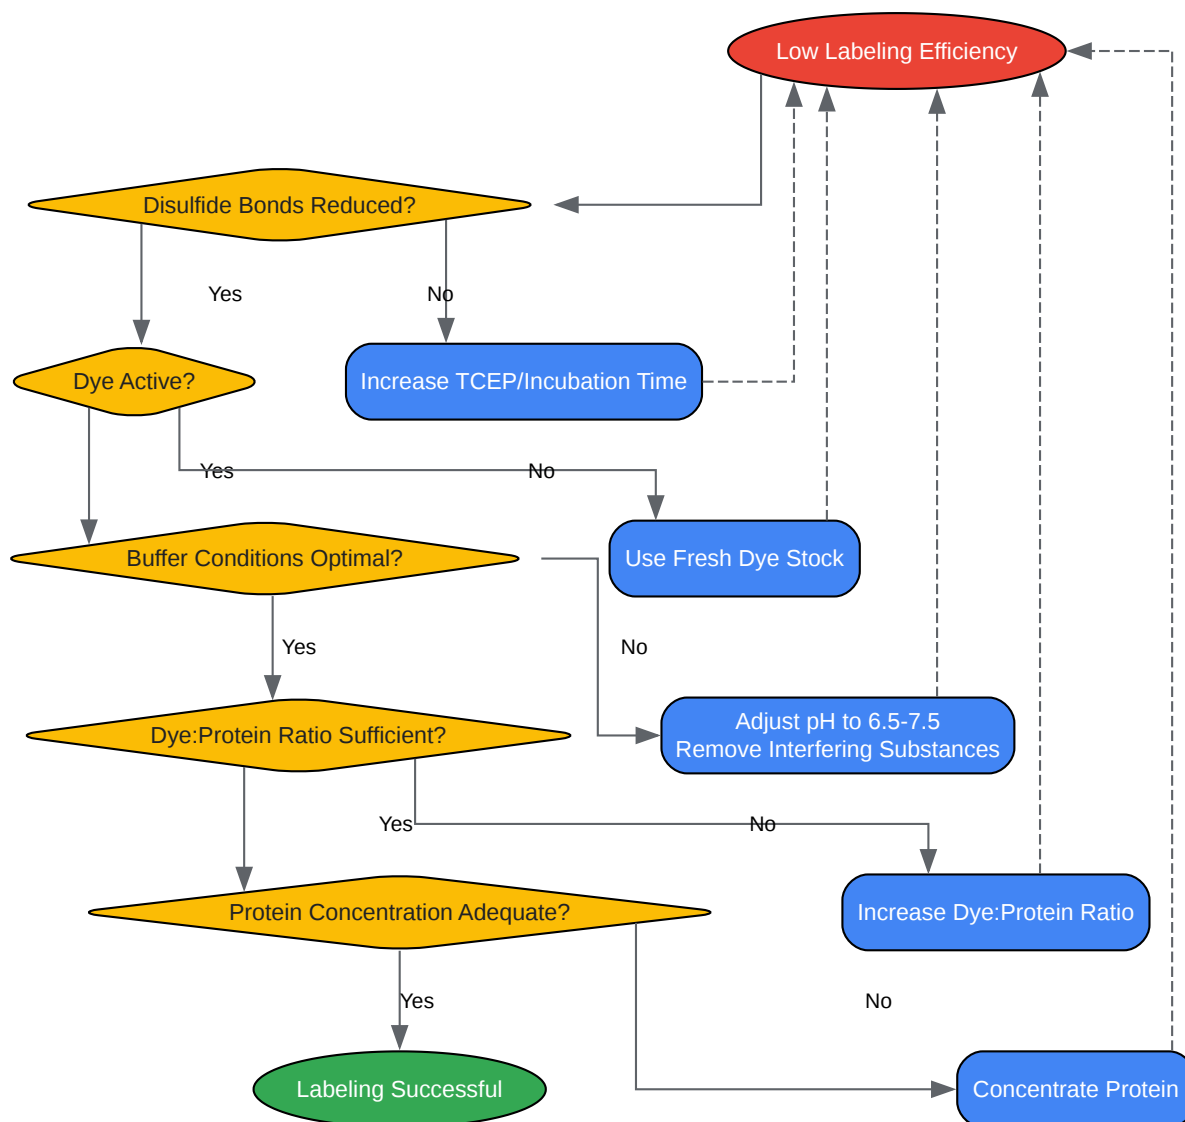 Low Labeling Efficiency
Disulfide Bonds Reduced?
Yes
No
Dye Active?
Increase TCEP/Incubation Time
Yes
No
Buffer Conditions Optimal?
Use Fresh Dye Stock
Yes
No
Dye:Protein Ratio Sufficient?
Adjust pH to 6.5-7.5
Remove Interfering Substances
Yes
No
Protein Concentration Adequate?
Increase Dye:Protein Ratio
Yes
No
Labeling Successful
Concentrate Protein